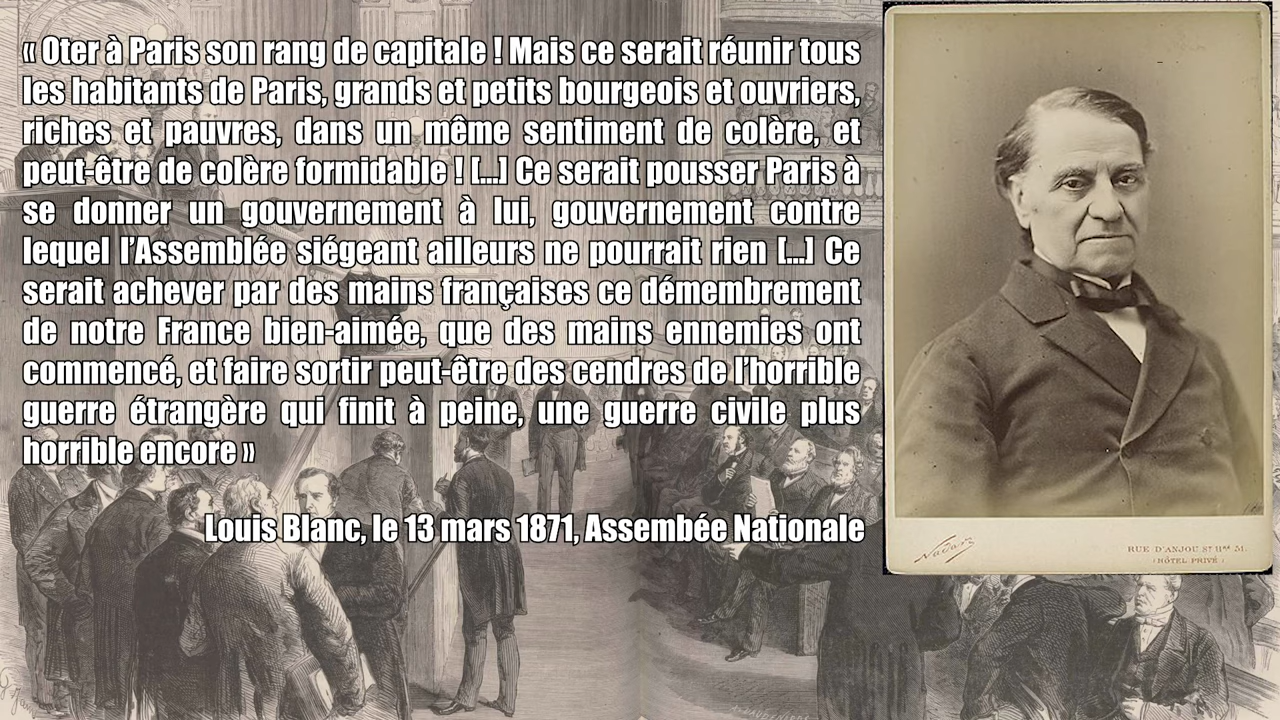 « Oter à Paris son rang de capitale ! Mais ce serait réunir tous
les habitants de Paris, grands et petits bourgeois et ouvriers,
riches et pauvres, dans un même sentiment de colère, et
peut-être de colère formidable ! [...] Ce serait pousser Paris à
se donner un gouvernement à lui, gouvernement contre
lequel l'Assemblée siégeant ailleurs ne pourrait rien [...] Ce
serait achever par des mains françaises ce démembrement
de notre France bien-aimée, que des mains ennemies ont
commencé, et faire sortir peut-être des cendres de l'horrible
guerre étrangère qui finit à peine, une guerre civile plus
horrible encore »
Louis Blanc, le 13 mars 1871, Assembée Nationale
Nadar
RUE D'ANJOU St Hré 51.
(HÔTEL PRIVÉ)